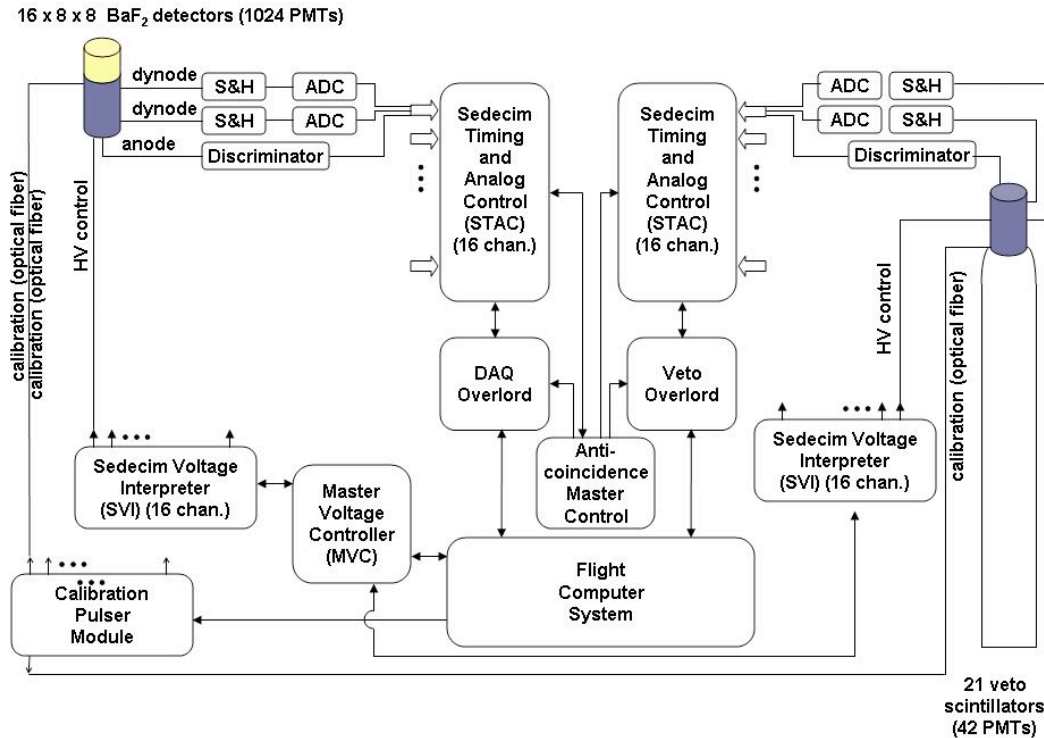 16 x 8 x 8 BaF2 detectors (1024 PMTs)
dynode
S&H
ADC
dynode
S&H
ADC
anode
Discriminator
Sedecim
Timing
and
Analog
Control
(STAC)
(16 chan.)
Sedecim
Timing
and
Analog
Control
(STAC)
(16 chan.)
ADC
S&H
ADC
S&H
Discriminator
calibration (optical fiber)
calibration (optical fiber)
HV control
HV control
calibration (optical fiber)
DAQ
Overlord
Veto
Overlord
Sedecim Voltage
Interpreter
(SVI) (16 chan.)
Master
Voltage
Controller
(MVC)
Anti-
coincidence
Master
Control
Sedecim Voltage
Interpreter
(SVI) (16 chan.)
Calibration
Pulser
Module
Flight
Computer
System
21 veto
scintillators
(42 PMTs)